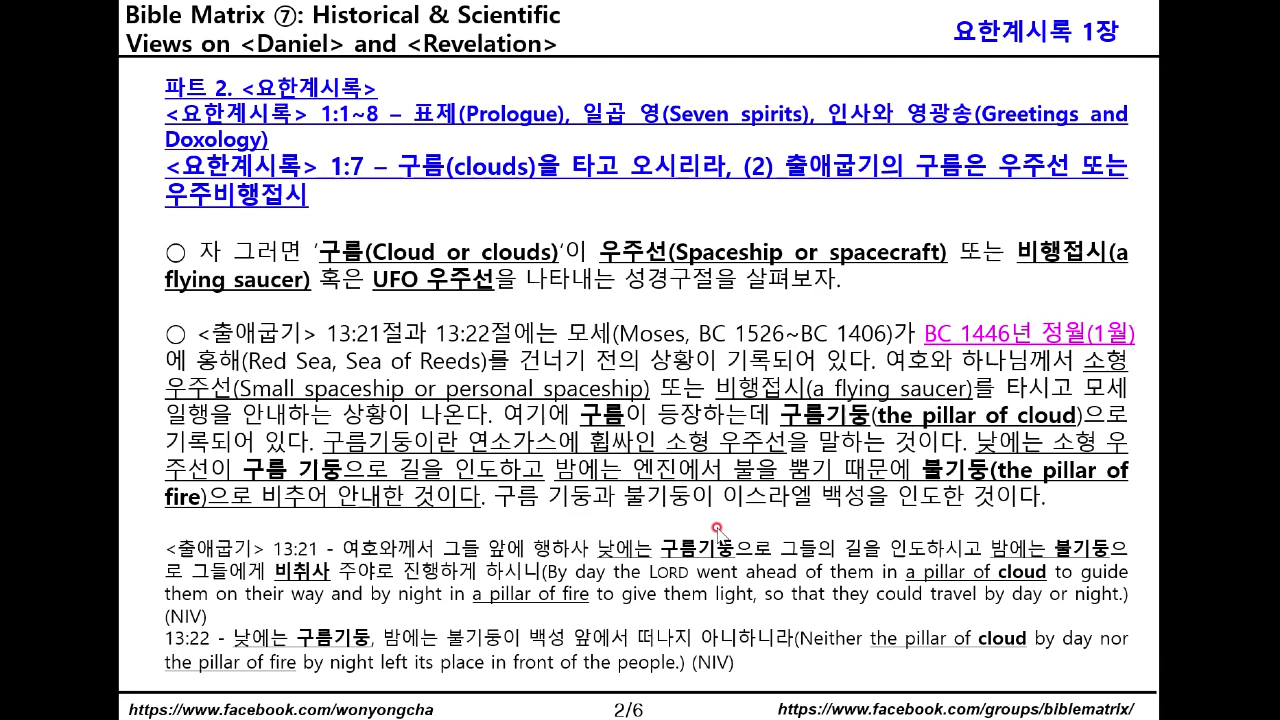 Bible Matrix ⑦: Historical & Scientific
Views on <Daniel> and <Revelation>
요한계시록 1장
파트 2. <요한계시록>
<요한계시록> 1:1~8 – 표제(Prologue), 일곱 영(Seven spirits), 인사와 영광송(Greetings and
Doxology)
<요한계시록> 1:7 – 구름(clouds)을 타고 오시리라, (2) 출애굽기의 구름은 우주선 또는
우주비행접시
○ 자 그러면 ‘구름(Cloud or clouds)‘이 우주선(Spaceship or spacecraft) 또는 비행접시(a
flying saucer) 혹은 UFO 우주선을 나타내는 성경구절을 살펴보자.
○ <출애굽기> 13:21절과 13:22절에는 모세(Moses, BC 1526~BC 1406)가 BC 1446년 정월(1월)
에 홍해(Red Sea, Sea of Reeds)를 건너기 전의 상황이 기록되어 있다. 여호와 하나님께서 소형
우주선(Small spaceship or personal spaceship) 또는 비행접시(a flying saucer)를 타시고 모세
일행을 안내하는 상황이 나온다. 여기에 구름이 등장하는데 구름기둥(the pillar of cloud)으로
기록되어 있다. 구름기둥이란 연소가스에 휩싸인 소형 우주선을 말하는 것이다. 낮에는 소형 우
주선이 구름 기둥으로 길을 인도하고 밤에는 엔진에서 불을 뿜기 때문에 불기둥(the pillar of
fire)으로 비추어 안내한 것이다. 구름 기둥과 불기둥이 이스라엘 백성을 인도한 것이다.
<출애굽기> 13:21 - 여호와께서 그들 앞에 행하사 낮에는 구름기둥으로 그들의 길을 인도하시고 밤에는 불기둥으
로 그들에게 비취사 주야로 진행하게 하시니(By day the LORD went ahead of them in a pillar of cloud to guide
them on their way and by night in a pillar of fire to give them light, so that they could travel by day or night.)
(NIV)
13:22 - 낮에는 구름기둥, 밤에는 불기둥이 백성 앞에서 떠나지 아니하니라(Neither the pillar of cloud by day nor
the pillar of fire by night left its place in front of the people.) (NIV)
https://www.facebook.com/wonyongcha
2/6
https://www.facebook.com/groups/biblematrix/